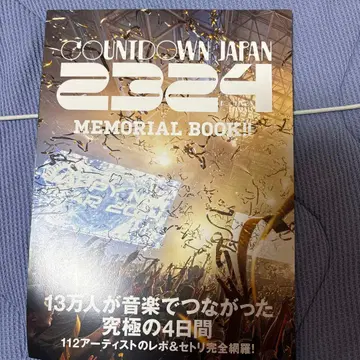 COUNTDOWN JAPAN
2324
MEMORIAL BOOK!!
13万人が音楽でつながった
究極の4日間
112アーティストのレポ&セトリ完全網羅!